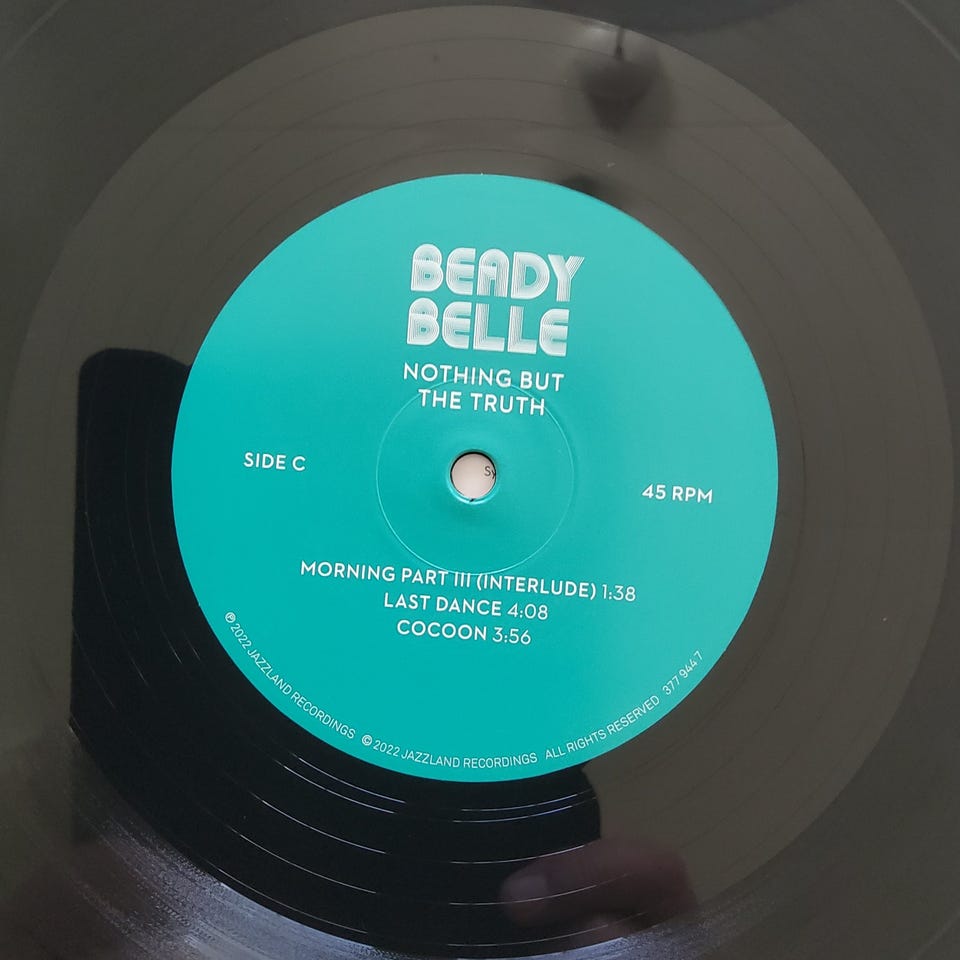 BEADY
BELLE
NOTHING BUT
THE TRUTH
SIDE C
45 RPM
MORNING PART III (INTERLUDE) 1:38
LAST DANCE 4:08
COCOON 3:56
℗ 2022 JAZZLAND RECORDINGS © 2022 JAZZLAND RECORDINGS ALL RIGHTS RESERVED 377 944 7